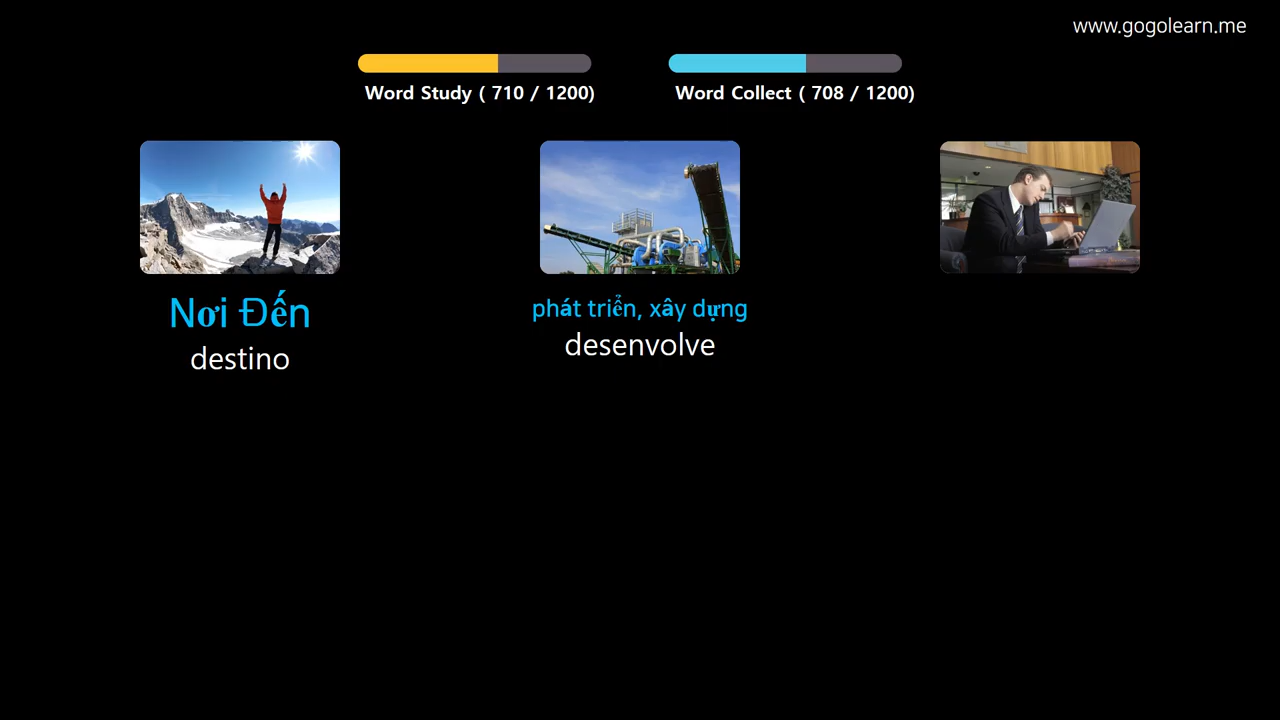 www.gogolearn.me
Word Study ( 710 / 1200)
Word Collect ( 708 / 1200)
Nơi Đến
destino
phát triển, xây dựng
desenvolve